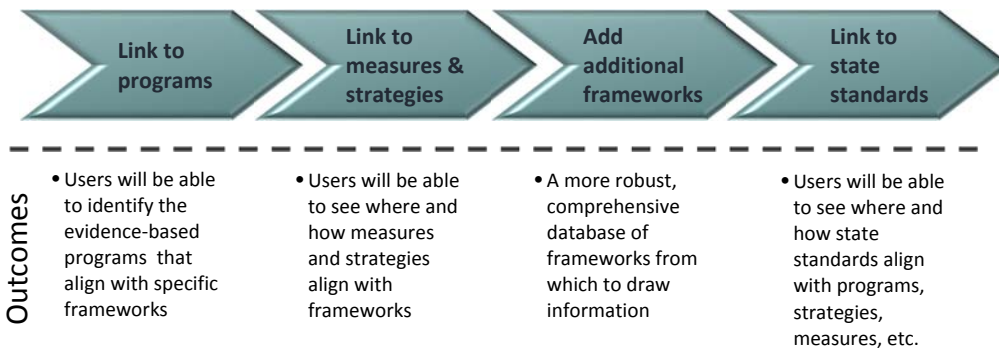 Link to
programs
Link to
measures &
strategies
Add
additional
frameworks
Link to
state
standards
Outcomes
• Users will be able
to identify the
evidence-based
programs that
align with specific
frameworks
• Users will be able
to see where and
how measures
and strategies
align with
frameworks
• A more robust,
comprehensive
database of
frameworks from
which to draw
information
• Users will be able
to see where and
how state
standards align
with programs,
strategies,
measures, etc.